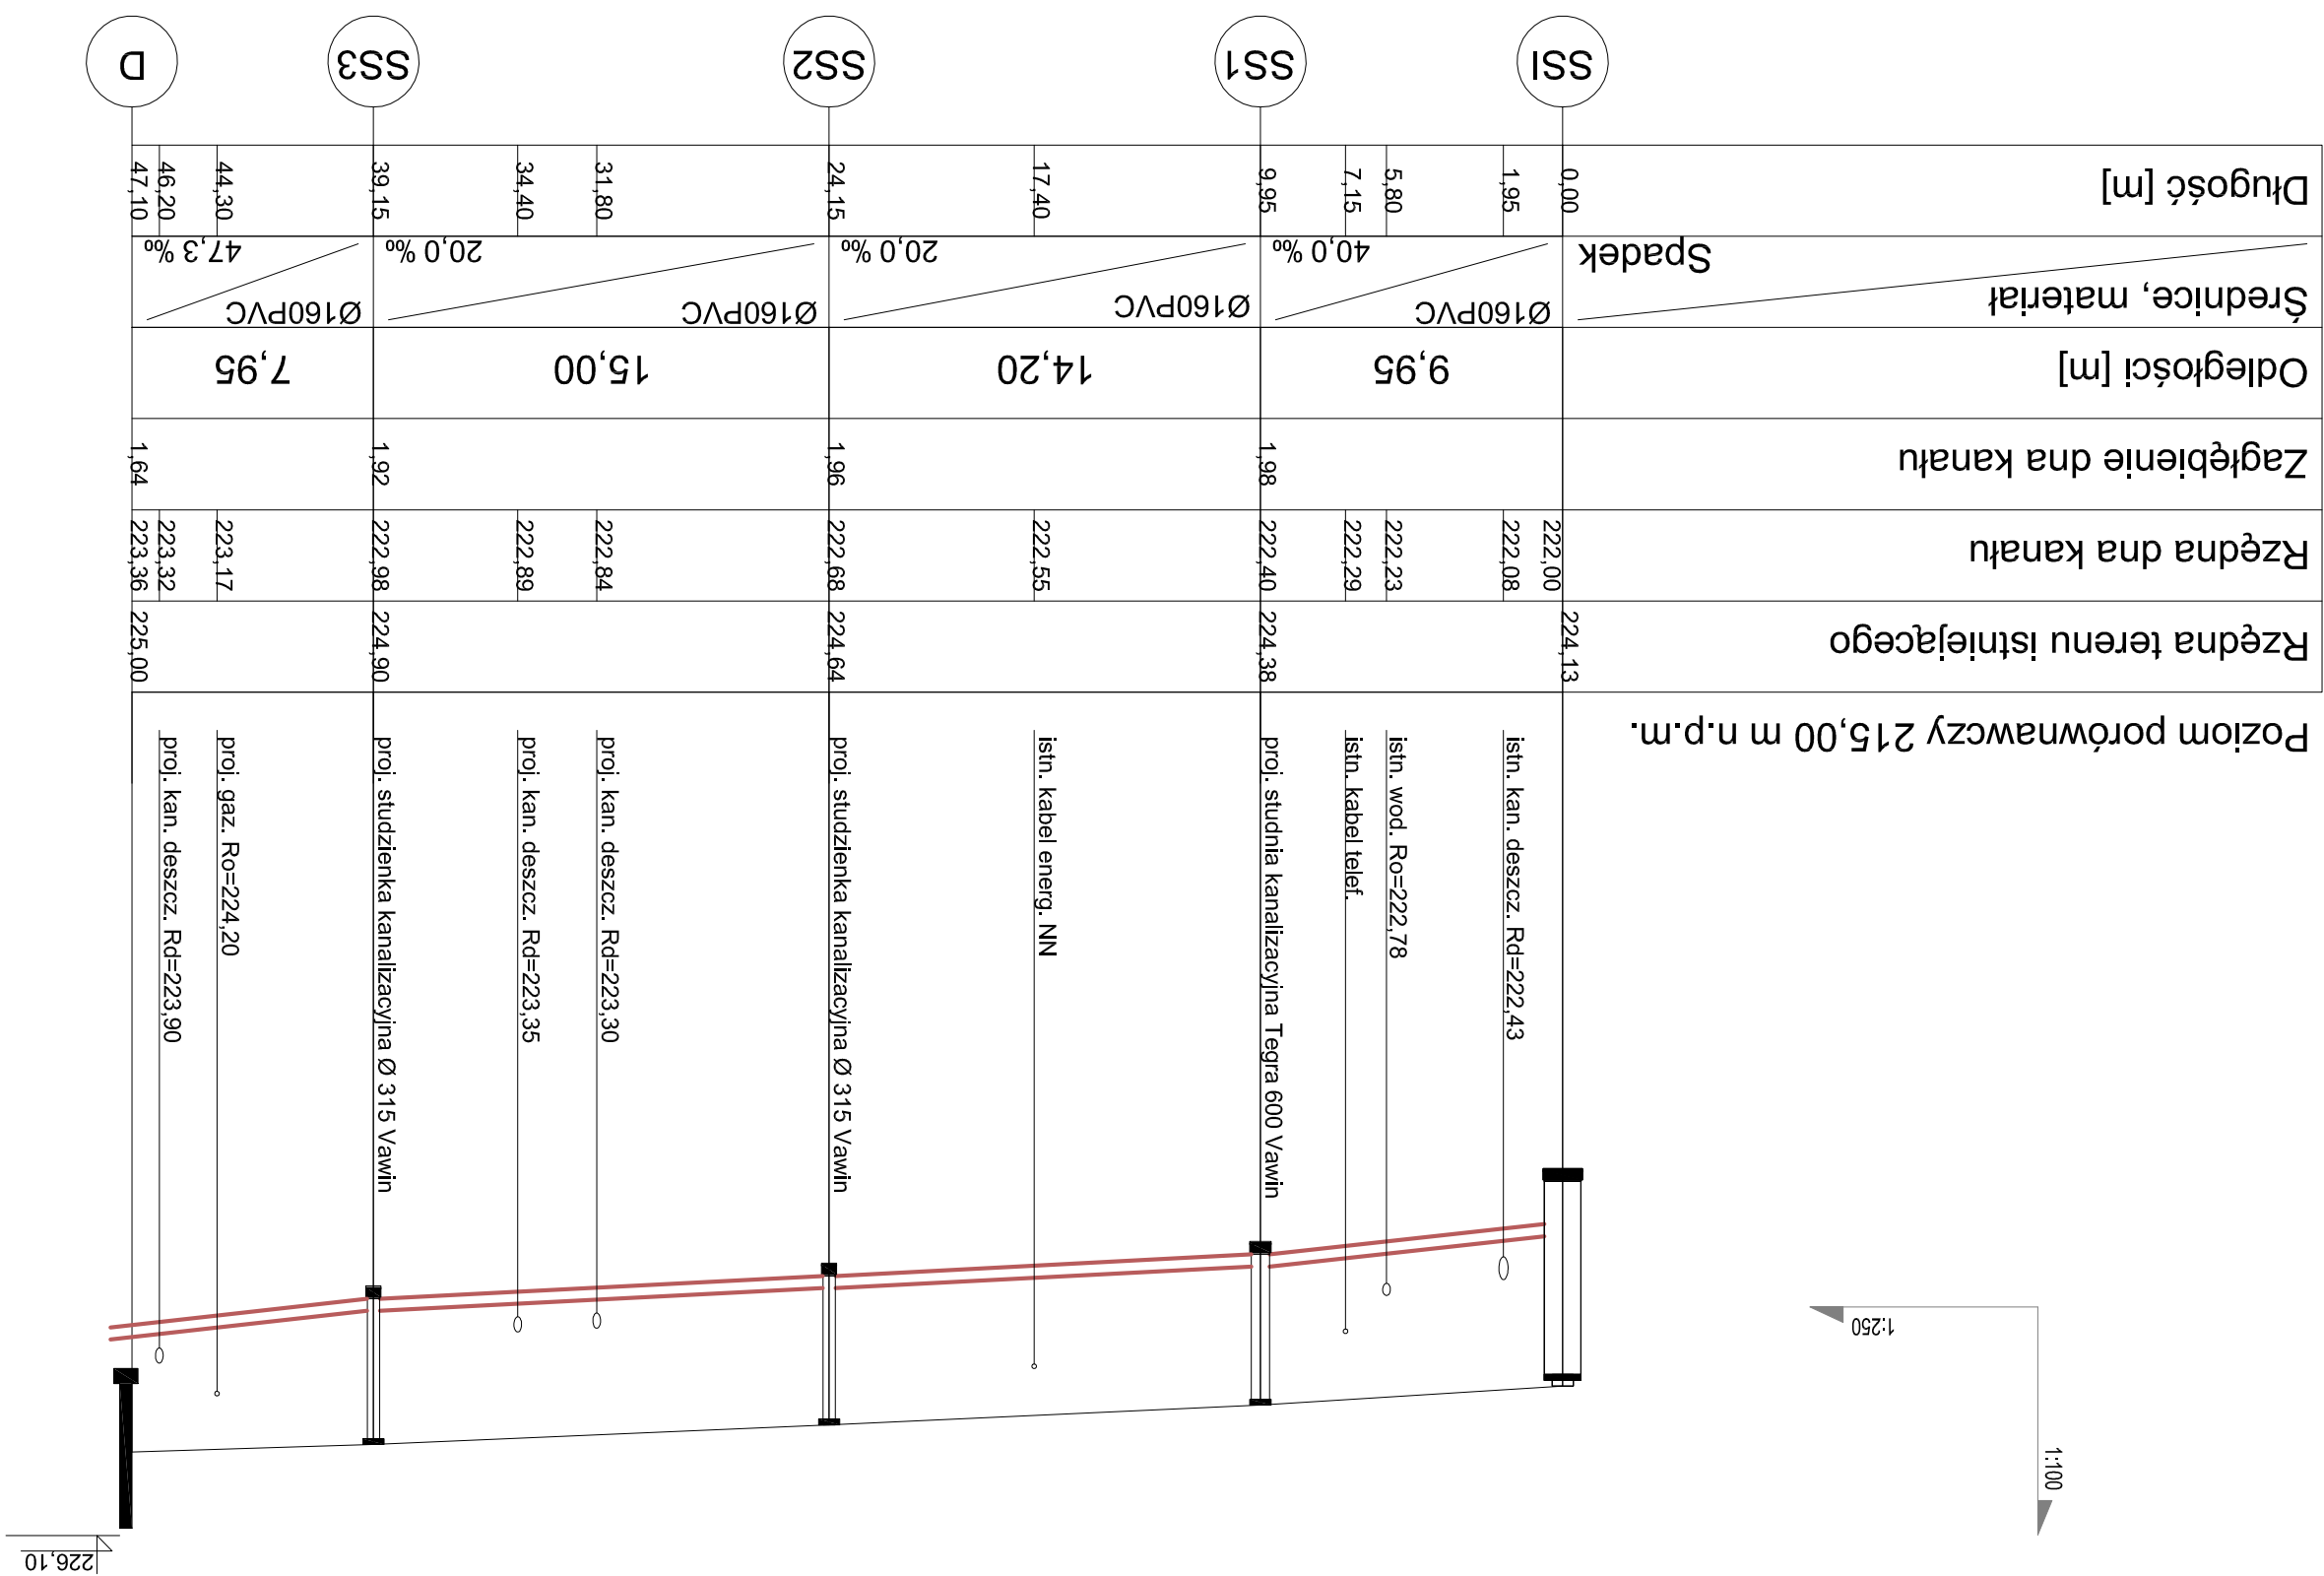 226,10
1:100
1:250
istn. kan. deszcz. Rd=222,43
istn. wod. Ro=222,78
istn. kabel telef.
proj. studnia kanalizacyjna Tegra 600 Vawin
istn. kabel energ. NN
proj. studzienka kanalizacyjna Ø 315 Vawin
proj. kan. deszcz. Rd=223,30
proj. kan. deszcz. Rd=223,35
proj. studzienka kanalizacyjna Ø 315 Vawin
proj. gaz. Ro=224,20
proj. kan. deszcz. Rd=223,90
Poziom porównawczy 215,00 m n.p.m.
Rzędna terenu istniejącego
224,13 224,38 224,64 224,90 225,00
Rzędna dna kanału
222,00 222,08 222,23 222,29 222,40 222,55 222,68 222,84 222,89 222,98 223,17 223,32 223,36
Zagłębienie dna kanału
1,98 1,96 1,92 1,64
Odległości [m]
9,95 14,20 15,00 7,95
Średnice, materiał
Ø160PVC Ø160PVC Ø160PVC Ø160PVC
Spadek
40,0 ‰ 20,0 ‰ 20,0 ‰ 47,3 ‰
Długość [m]
0,00 1,95 5,80 7,15 9,95 17,40 24,15 31,80 34,40 39,15 44,30 46,20 47,10
SSI SS1 SS2 SS3 D